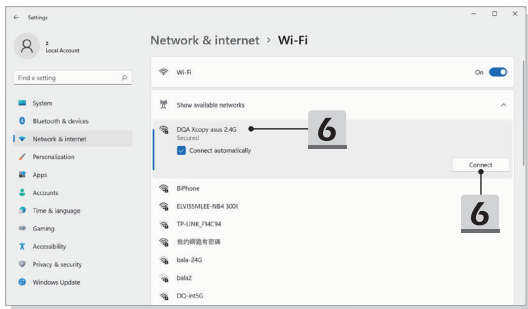 Settings
z
Local Account
Find a setting
System
Bluetooth & devices
Network & internet
Personalization
Apps
Accounts
Time & language
Gaming
Accessibility
Privacy & security
Windows Update
Network & internet > Wi-Fi
Wi-Fi
On
Show available networks
DQA Xcopy asus 2.4G
Secured
Connect automatically
6
Connect
6
BiPhone
ELVISSMLEE-NB4 3001
TP-LINK_F14C94
我的網路有密碼
bala-24G
bala2
DQ-int5G